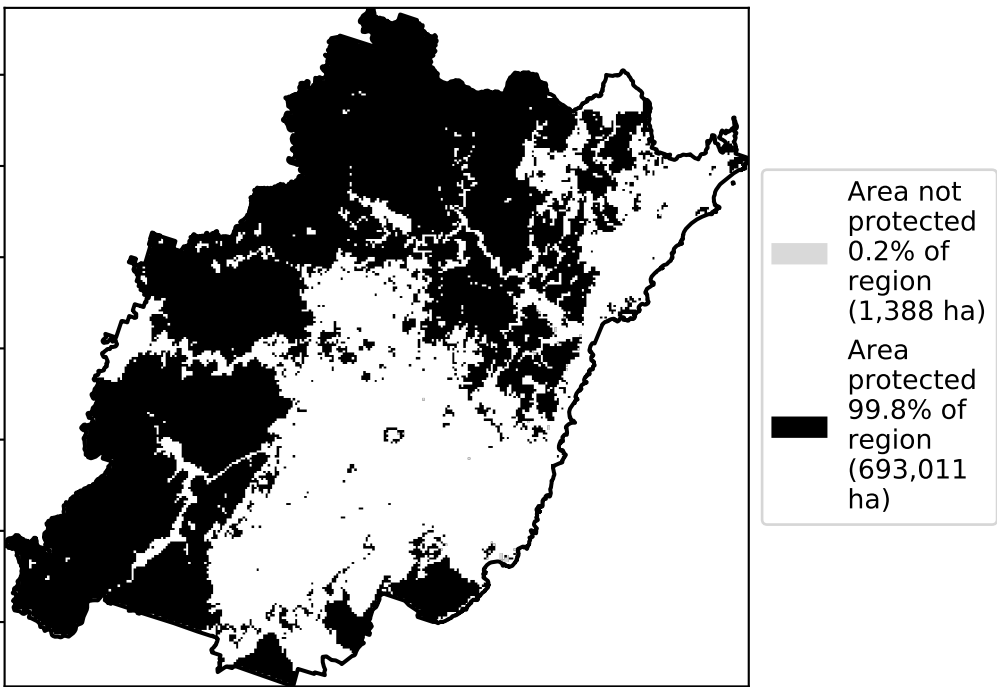 Area not
protected
0.2% of
region
(1,388 ha)
Area
protected
99.8% of
region
(693,011
ha)